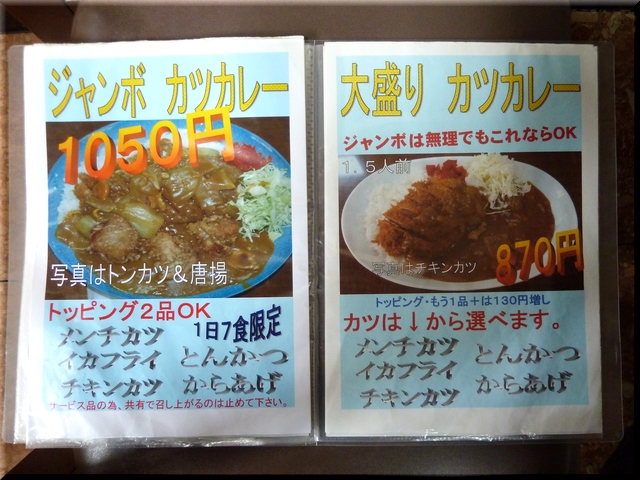 ジャンボ カツカレー
1050円
写真はトンカツ&唐揚.
トッピング2品OK
1日7食限定
メンチカツ
イカフライ とんかつ
チキンカツ からあげ
サービス品の為、共有で召し上がるのは止めて下さい。
大盛り カツカレー
ジャンボは無理でもこれならOK
1.5人前
870円
写真はチキンカツ
トッピング・もう1品+は130円増し
カツは↓から選べます。
メンチカツ とんかつ
イカフライ
チキンカツ からあげ